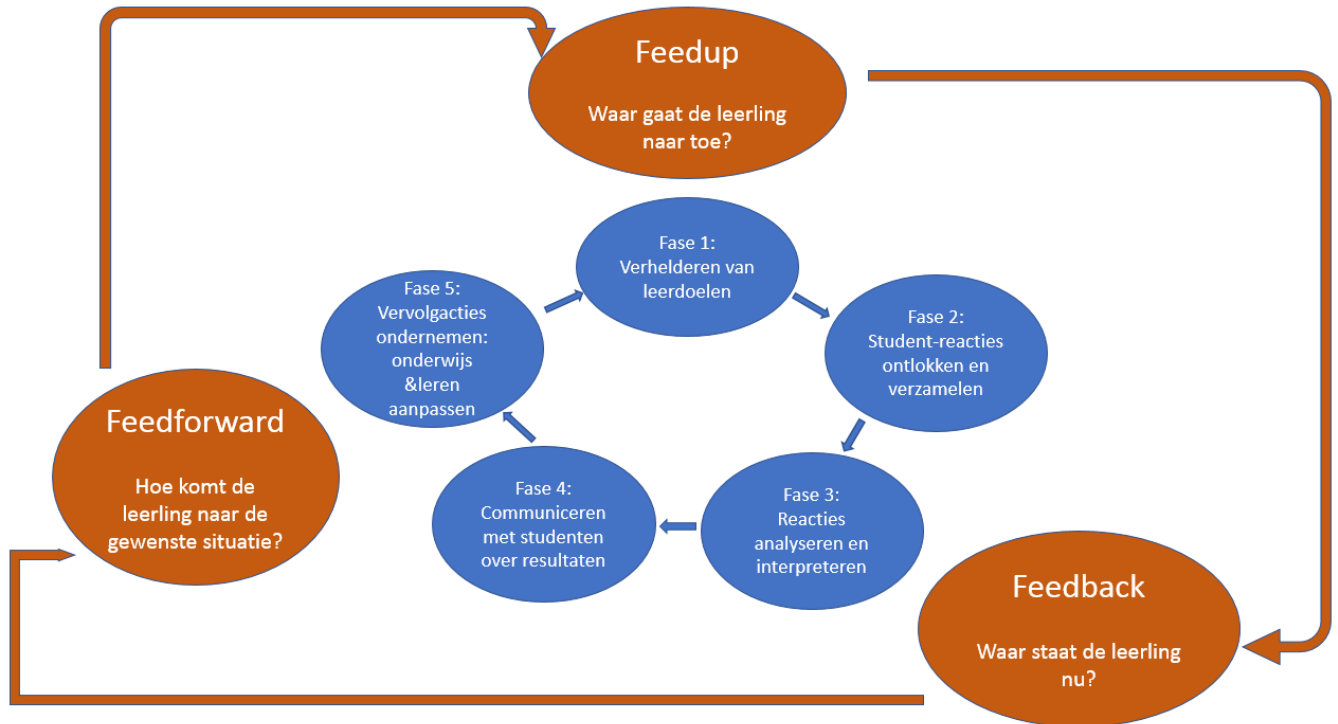 Feedup
Waar gaat de leerling
naar toe?
Fase 1:
Verhelderen van
leerdoelen
Fase 2:
Student-reacties
ontlokken en
verzamelen
Fase 3:
Reacties
analyseren en
interpreteren
Fase 4:
Communiceren
met studenten
over resultaten
Fase 5:
Vervolgacties
ondernemen:
onderwijs
&leren
aanpassen
Feedback
Waar staat de leerling
nu?
Feedforward
Hoe komt de
leerling naar de
gewenste situatie?